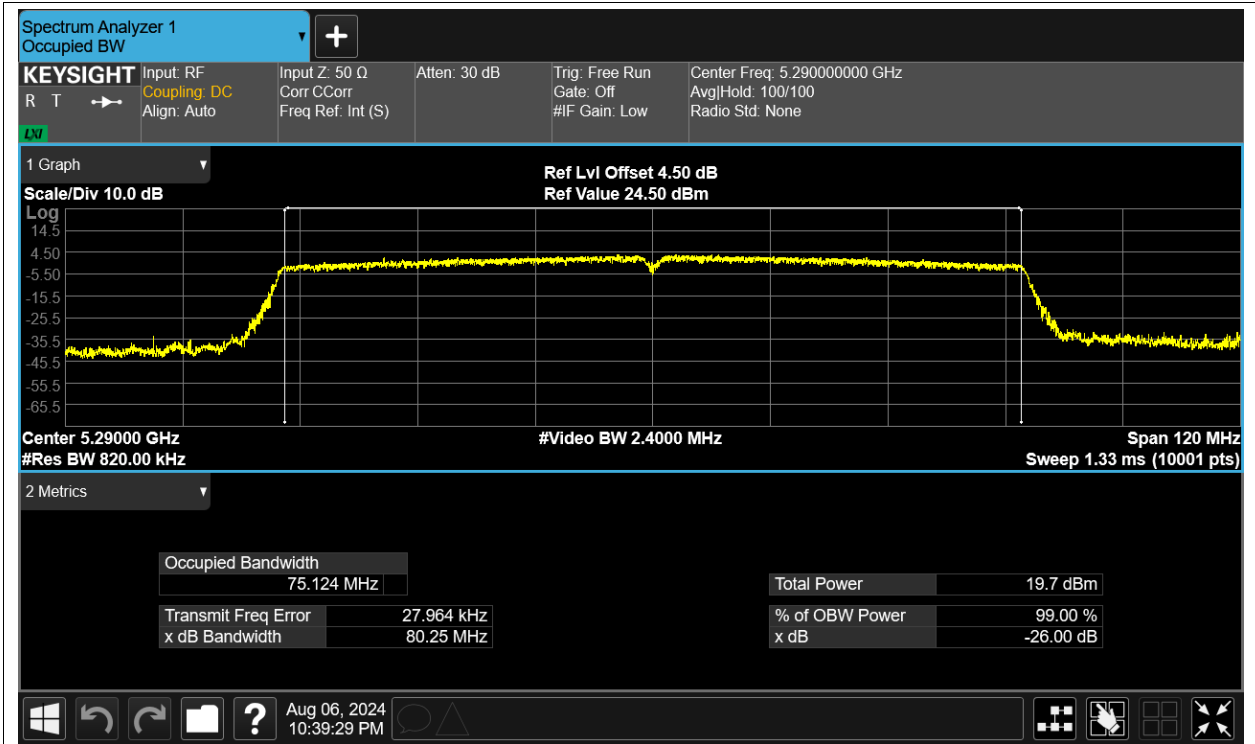 Spectrum Analyzer 1
Occupied BW
KEYSIGHT
R T
LXI
Input: RF
Coupling: DC
Align: Auto
Input Z: 50 Ω
Corr CCorr
Freq Ref: Int (S)
Atten: 30 dB
Trig: Free Run
Gate: Off
#IF Gain: Low
Center Freq: 5.290000000 GHz
Avg|Hold: 100/100
Radio Std: None
1 Graph
Scale/Div 10.0 dB
Ref Lvl Offset 4.50 dB
Ref Value 24.50 dBm
Log
14.5
4.50
-5.50
-15.5
-25.5
-35.5
-45.5
-55.5
-65.5
Center 5.29000 GHz
#Video BW 2.4000 MHz
Span 120 MHz
#Res BW 820.00 kHz
Sweep 1.33 ms (10001 pts)
2 Metrics
Occupied Bandwidth
75.124 MHz
Transmit Freq Error 27.964 kHz
x dB Bandwidth 80.25 MHz
Total Power 19.7 dBm
% of OBW Power 99.00 %
x dB -26.00 dB
?
Aug 06, 2024
10:39:29 PM